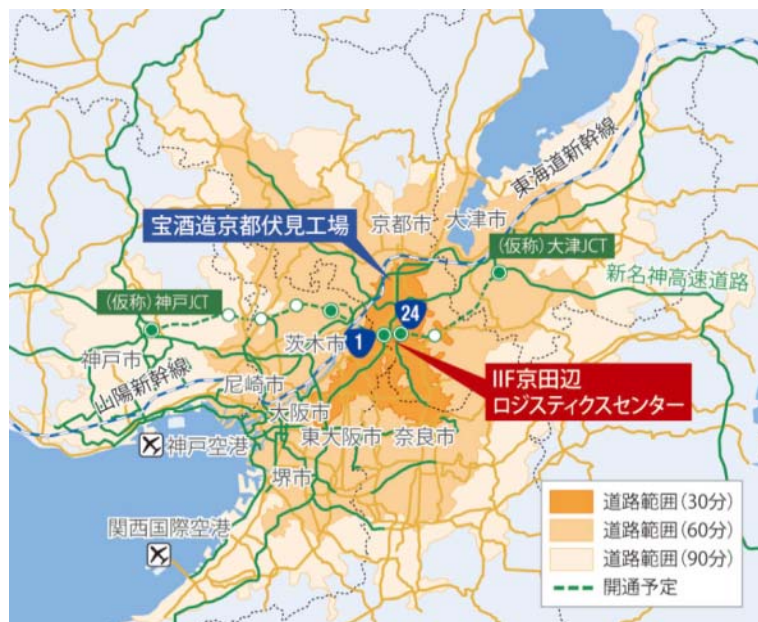 東海道新幹線
宝酒造京都伏見工場
京都市
大津市
(仮称)大津JCT
新名神高速道路
(仮称)神戸JCT
24
1
茨木市
神戸市
山陽新幹線
尼崎市
IIF京田辺
ロジスティクスセンター
大阪市
東大阪市
奈良市
神戸空港
堺市
関西国際空港
道路範囲(30分)
道路範囲(60分)
道路範囲(90分)
開通予定